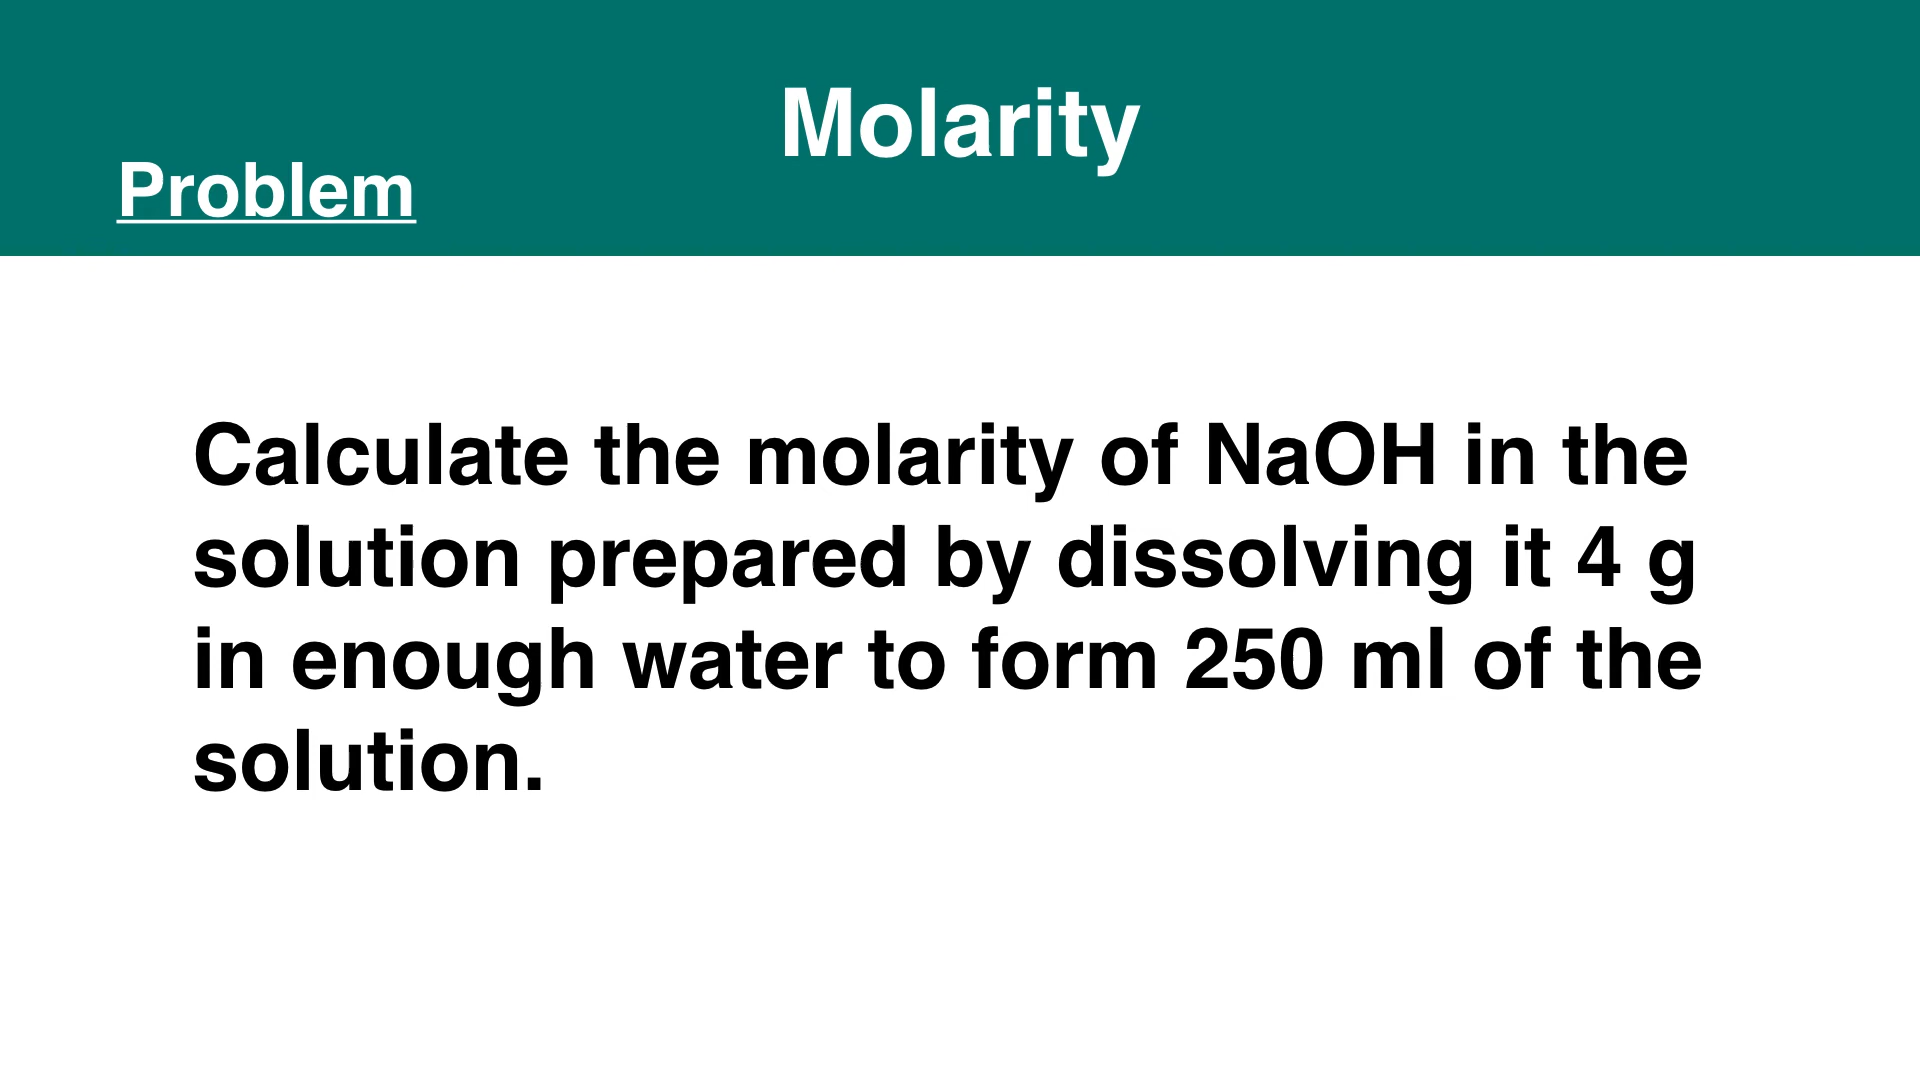 Molarity
Problem
Calculate the molarity of NaOH in the
solution prepared by dissolving it 4 g
in enough water to form 250 ml of the
solution.